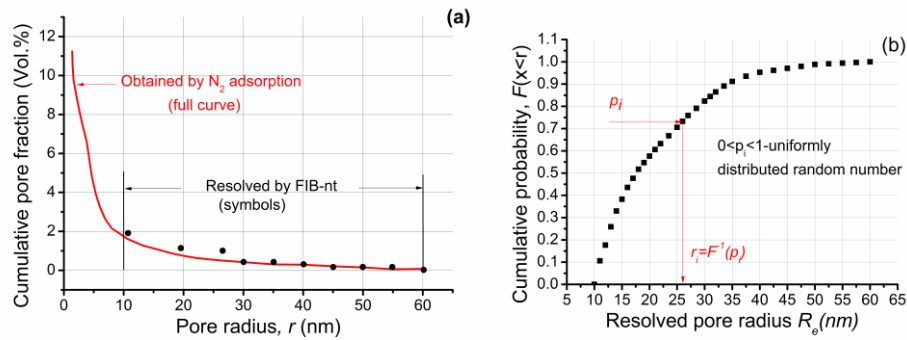 (a)
Cumulative pore fraction (Vol.%)
12
10
8
6
4
2
0
Obtained by N₂ adsorption
(full curve)
Resolved by FIB-nt
(symbols)
0 10 20 30 40 50 60
Pore radius, r (nm)
(b)
Cumulative probability, F(x<r)
1.1
1.0
0.9
0.8
0.7
0.6
0.5
0.4
0.3
0.2
0.1
0.0
pᵢ
0<pᵢ<1-uniformly
distributed random number
rᵢ=F⁻¹(pᵢ)
5 10 15 20 25 30 35 40 45 50 55 60 65
Resolved pore radius Rₑ(nm)